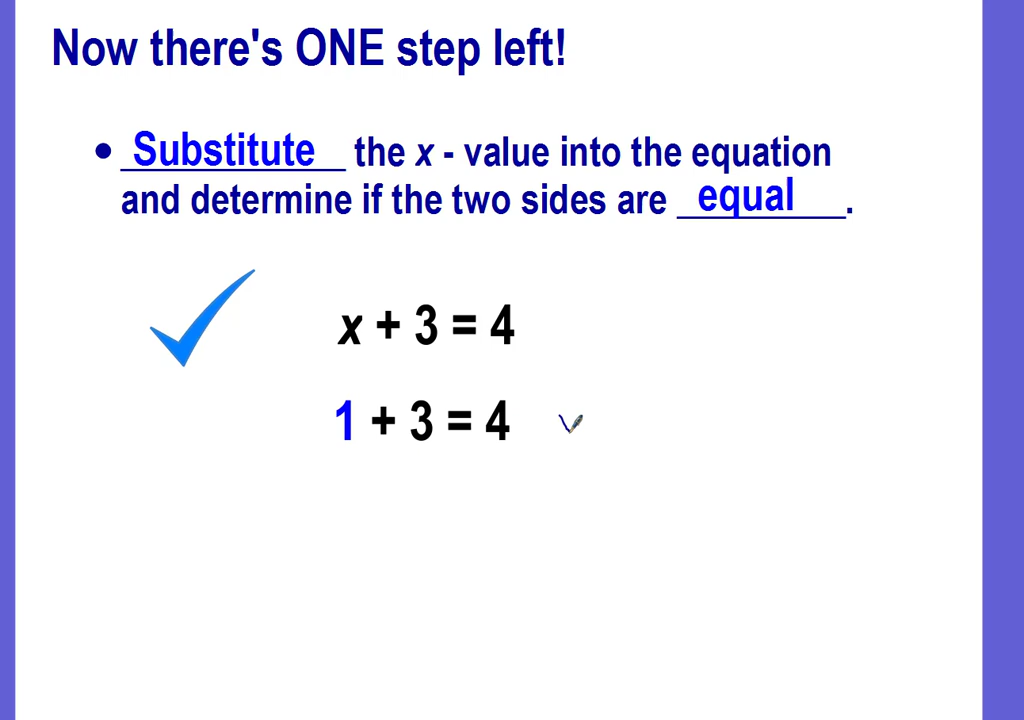 Now there's ONE step left!
• Substitute the x - value into the equation
and determine if the two sides are equal.
x + 3 = 4
1 + 3 = 4